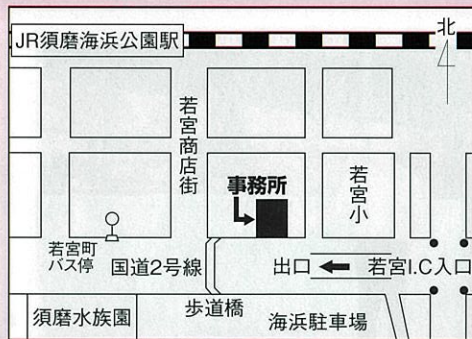 JR須磨海浜公園駅
北
若宮商店街
事務所
若宮小
若宮町
バス停
国道2号線
出口
若宮I.C入口
歩道橋
須磨水族園
海浜駐車場